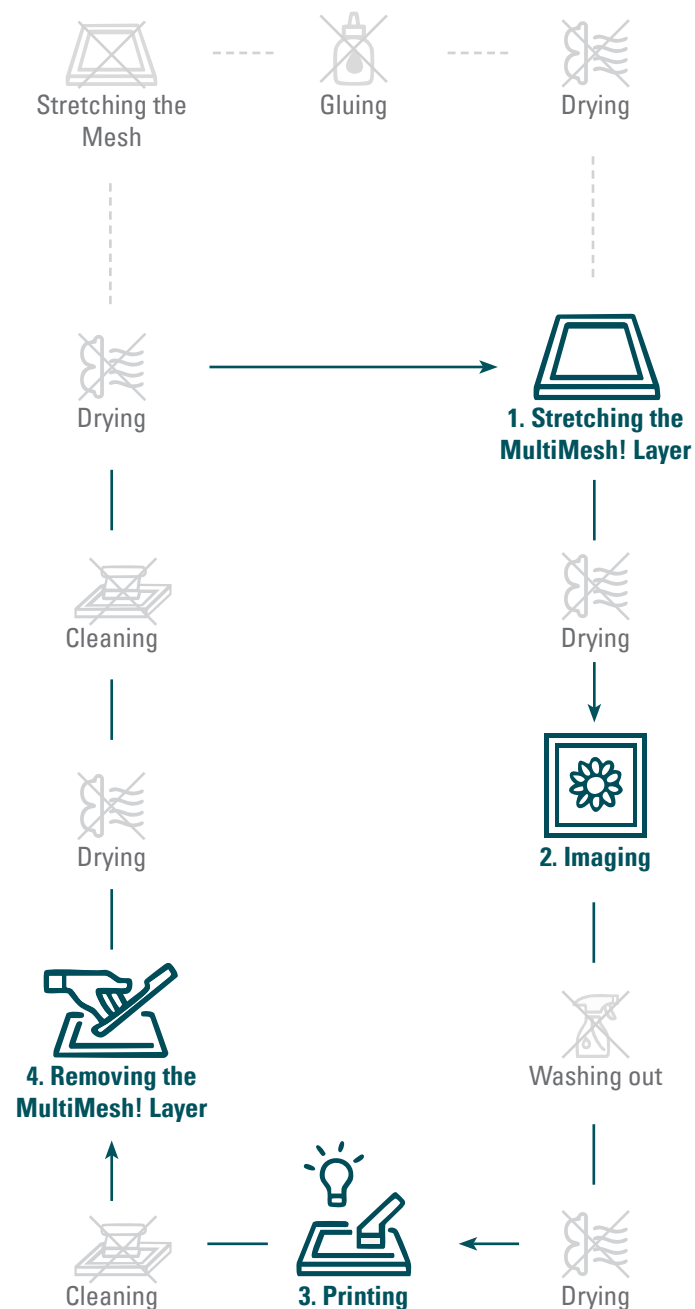 Stretching the
Mesh
Gluing
Drying
Drying
1. Stretching the
MultiMesh! Layer
Cleaning
Drying
Drying
2. Imaging
4. Removing the
MultiMesh! Layer
Washing out
Cleaning
3. Printing
Drying